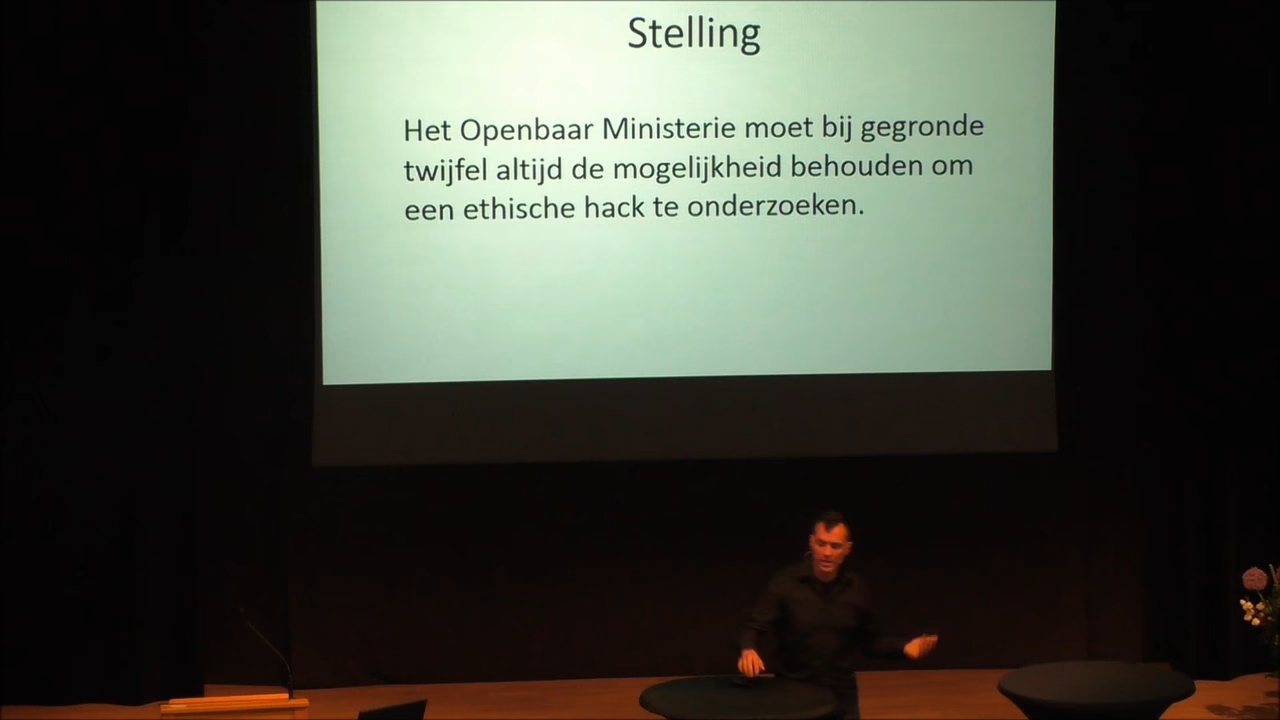 Stelling
Het Openbaar Ministerie moet bij gegronde
twijfel altijd de mogelijkheid behouden om
een ethische hack te onderzoeken.